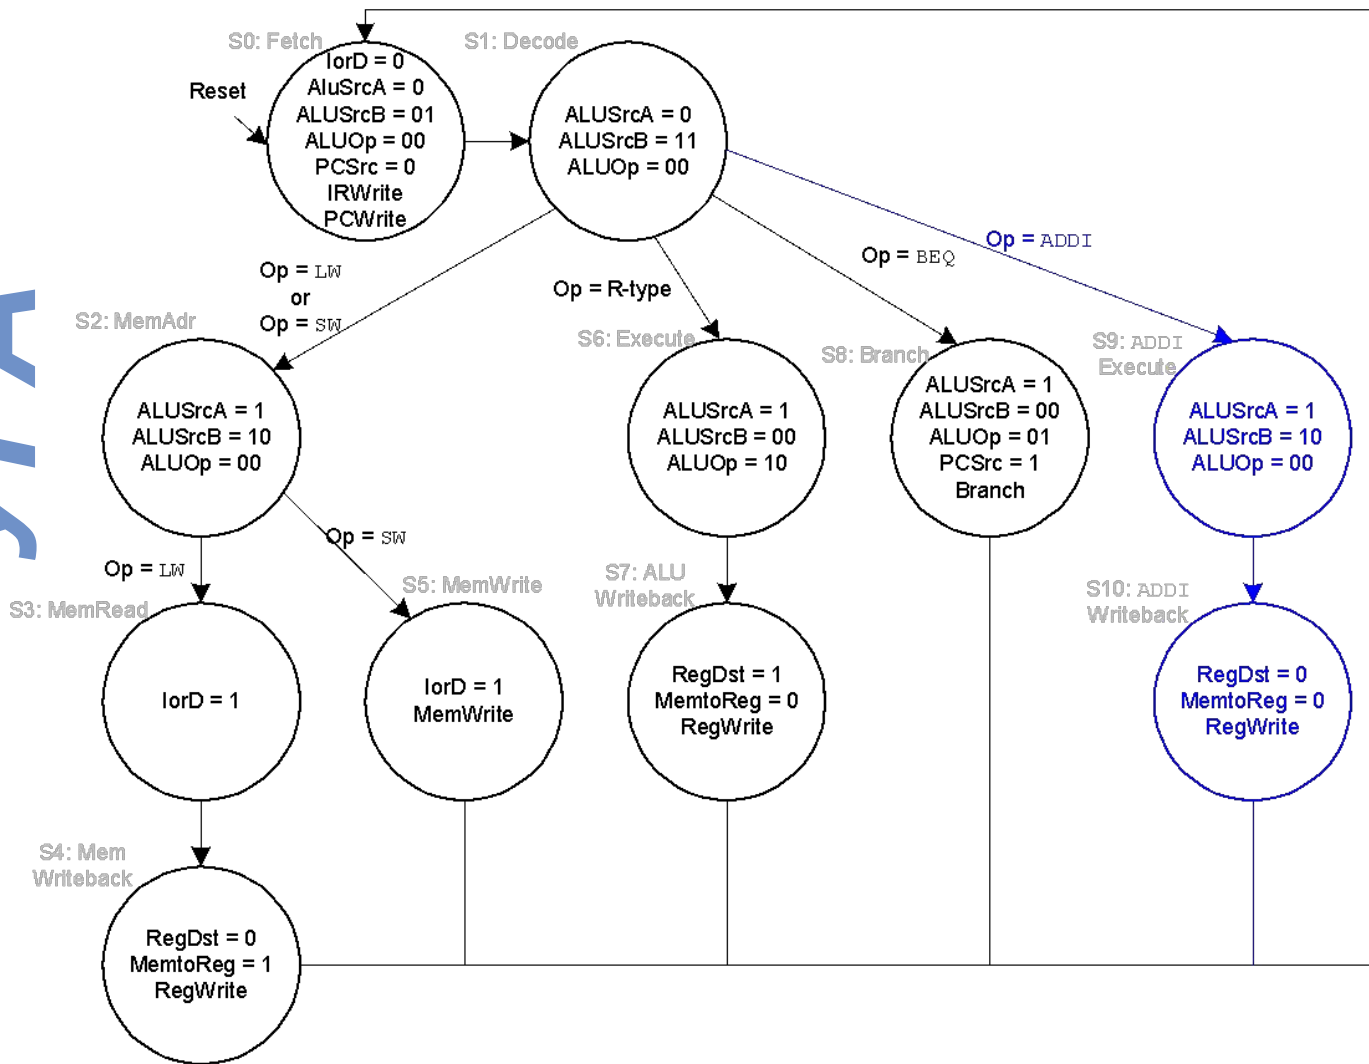 S0: Fetch
S1: Decode
Reset
IorD = 0
AluSrcA = 0
ALUSrcB = 01
ALUOp = 00
PCSrc = 0
IRWrite
PCWrite
ALUSrcA = 0
ALUSrcB = 11
ALUOp = 00
Op = LW
or
Op = SW
Op = R-type
Op = BEQ
Op = ADDI
S2: MemAdr
ALUSrcA = 1
ALUSrcB = 10
ALUOp = 00
S6: Execute
ALUSrcA = 1
ALUSrcB = 00
ALUOp = 10
S8: Branch
ALUSrcA = 1
ALUSrcB = 00
ALUOp = 01
PCSrc = 1
Branch
S9: ADDI
Execute
ALUSrcA = 1
ALUSrcB = 10
ALUOp = 00
Op = LW
Op = SW
S3: MemRead
IorD = 1
S5: MemWrite
IorD = 1
MemWrite
S7: ALU
Writeback
RegDst = 1
MemtoReg = 0
RegWrite
S10: ADDI
Writeback
RegDst = 0
MemtoReg = 0
RegWrite
S4: Mem
Writeback
RegDst = 0
MemtoReg = 1
RegWrite